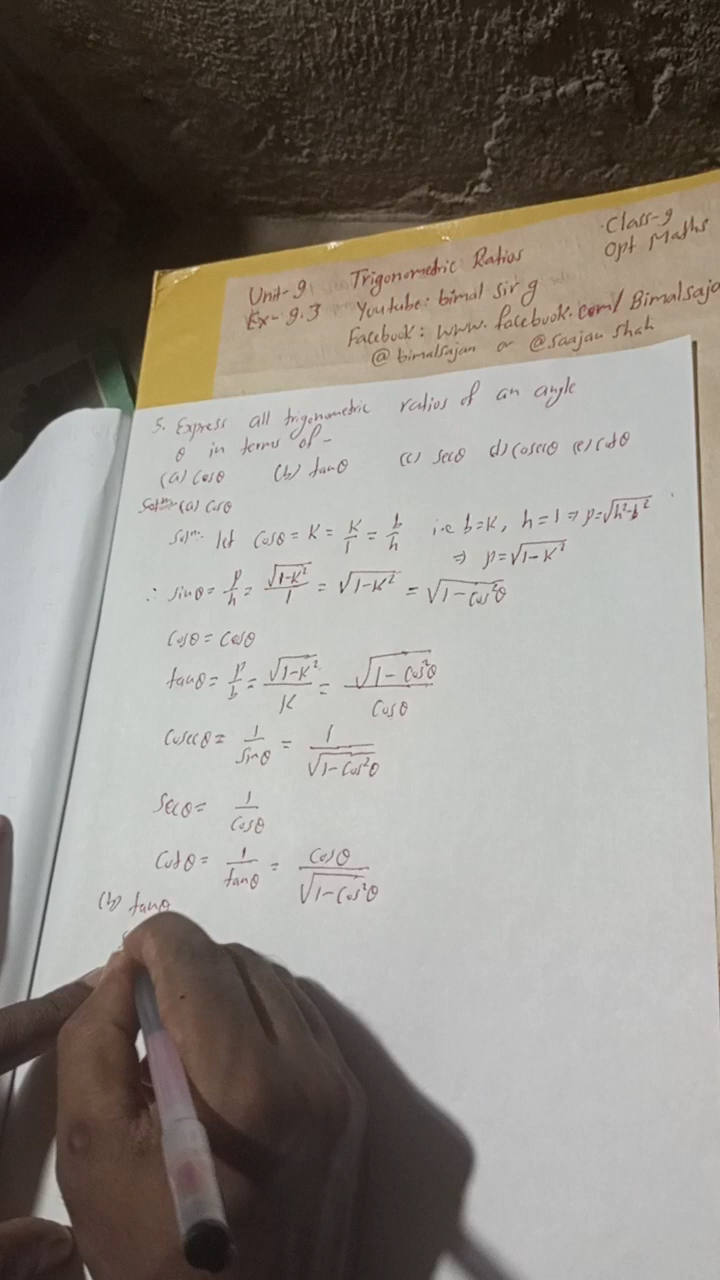 Unit-9 Trigonometric Ratios Class-9
Ex-9.3 Youtube: bimal sir g Opt Maths
Facebook: www.facebook.com/Bimalsaja
@bimalsajan or @saajan shah
5. Express all trigonometric ratios of an angle
θ in terms of -
(a) Cosθ (b) tanθ (c) Secθ (d) Cosecθ (e) Cotθ
Solⁿ (a) Cosθ
Solⁿ: let Cosθ = K = K/1 = b/h i.e b=K, h=1 ⇒ p=√h²-b²
⇒ p=√1-K²
∴ Sinθ = p/h = √1-K²/1 = √1-K² = √1-Cos²θ
Cosθ = Cosθ
tanθ = p/b = √1-K²/K = √1-Cos²θ/Cosθ
Cosecθ = 1/Sinθ = 1/√1-Cos²θ
Secθ = 1/Cosθ
Cotθ = 1/tanθ = Cosθ/√1-Cos²θ
(b) tanθ